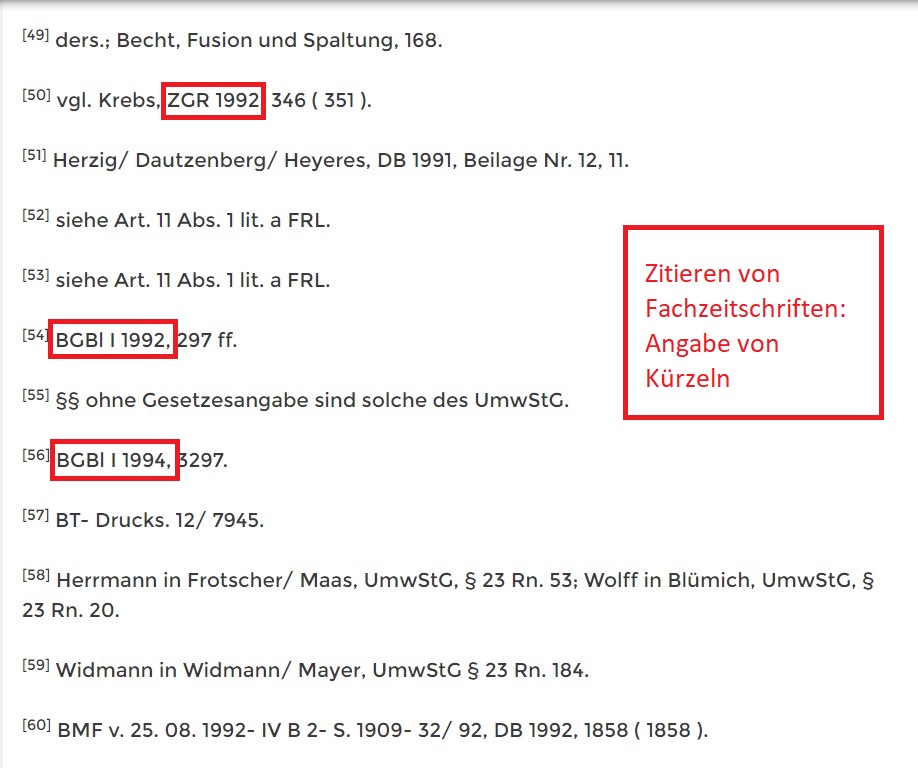 [49] ders.; Becht, Fusion und Spaltung, 168.
[50] vgl. Krebs, ZGR 1992 346 ( 351 ).
[51] Herzig/ Dautzenberg/ Heyeres, DB 1991, Beilage Nr. 12, 11.
[52] siehe Art. 11 Abs. 1 lit. a FRL.
[53] siehe Art. 11 Abs. 1 lit. a FRL.
Zitieren von
Fachzeitschriften:
Angabe von
Kürzeln
[54] BGBl I 1992, 297 ff.
[55] §§ ohne Gesetzesangabe sind solche des UmwStG.
[56] BGBl I 1994, 3297.
[57] BT- Drucks. 12/ 7945.
[58] Herrmann in Frotscher/ Maas, UmwStG, § 23 Rn. 53; Wolff in Blümich, UmwStG, §
23 Rn. 20.
[59] Widmann in Widmann/ Mayer, UmwStG § 23 Rn. 184.
[60] BMF v. 25. 08. 1992- IV B 2- S. 1909- 32/ 92, DB 1992, 1858 ( 1858 ).